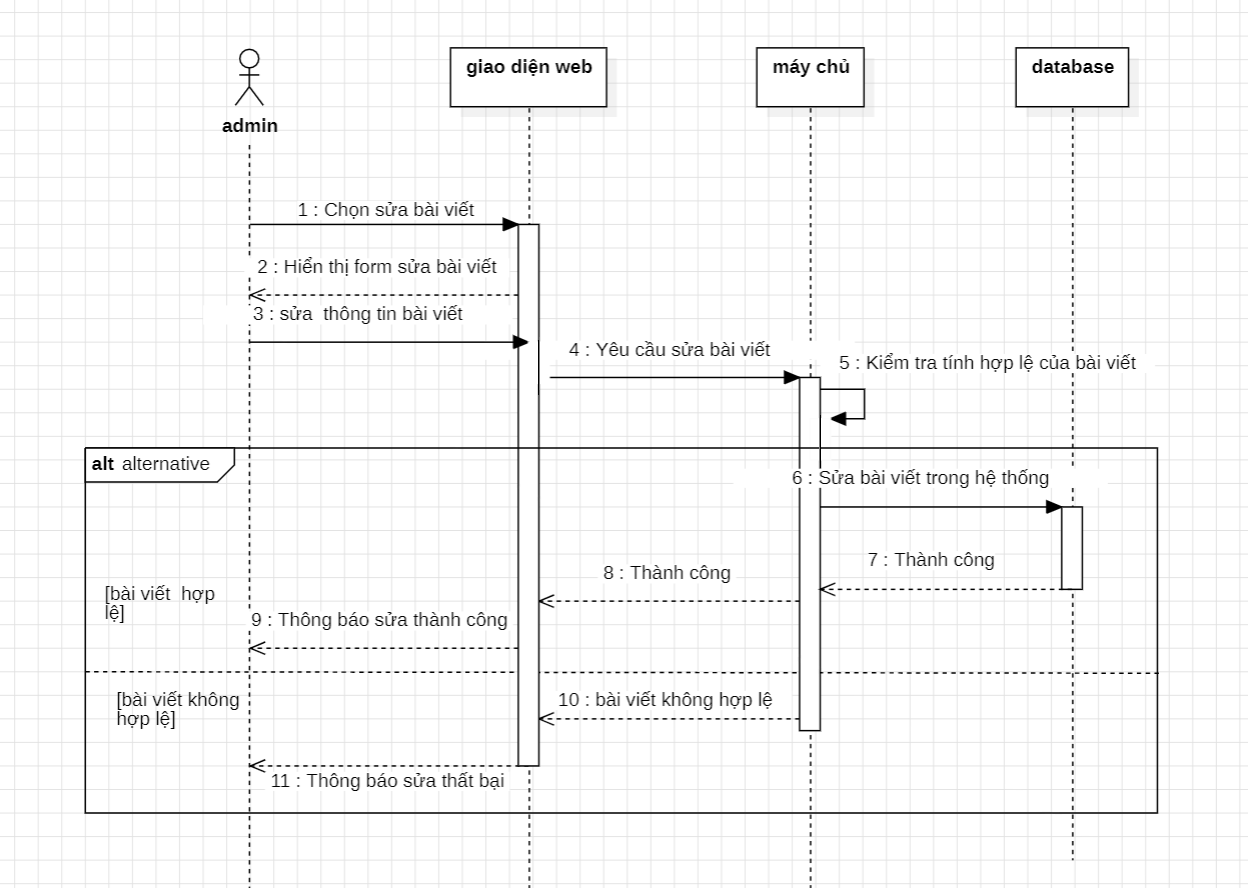 giao diện web
máy chủ
database
admin
1 : Chọn sửa bài viết
2 : Hiển thị form sửa bài viết
3 : sửa  thông tin bài viết
4 : Yêu cầu sửa bài viết
5 : Kiểm tra tính hợp lệ của bài viết
alt alternative
6 : Sửa bài viết trong hệ thống
7 : Thành công
8 : Thành công
[bài viết  hợp
lệ]
9 : Thông báo sửa thành công
[bài viết không
hợp lệ]
10 : bài viết không hợp lệ
11 : Thông báo sửa thất bại